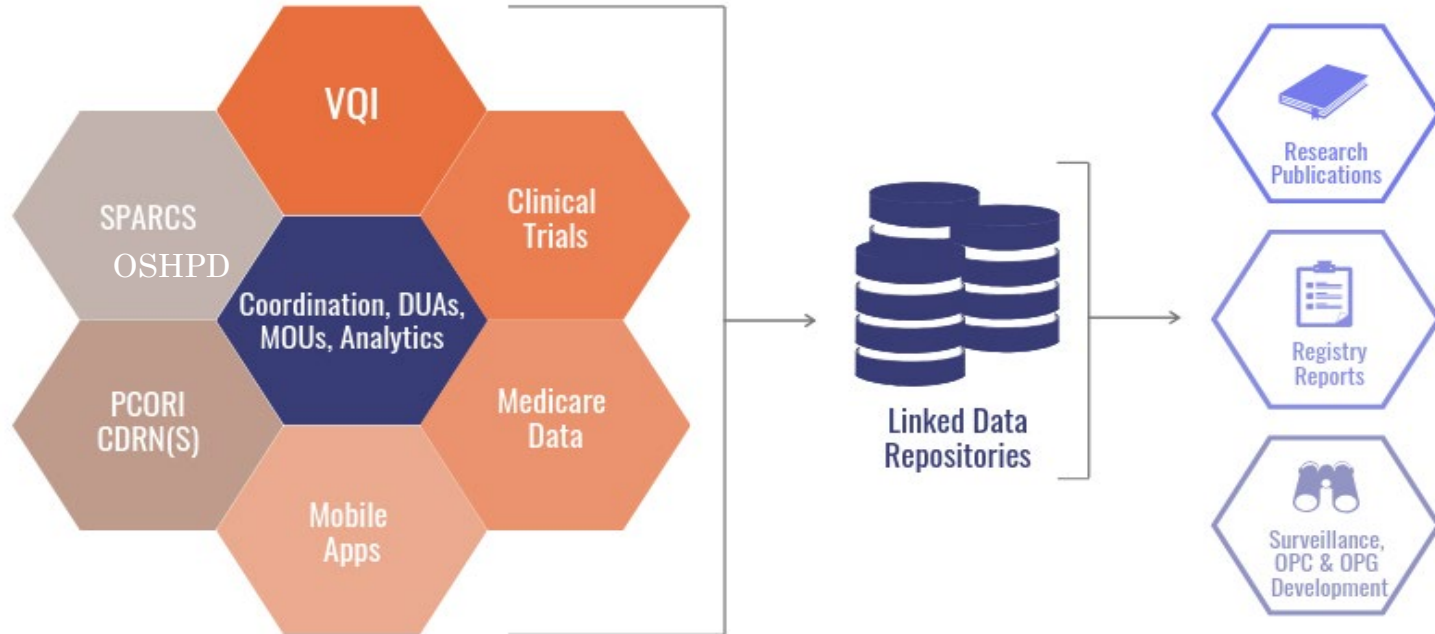 VQI
SPARCS
OSHPD
Clinical
Trials
Coordination, DUAs,
MOUs, Analytics
PCORI
CDRN(S)
Medicare
Data
Mobile
Apps
Linked Data
Repositories
Research
Publications
Registry
Reports
Surveillance,
OPC & OPG
Development